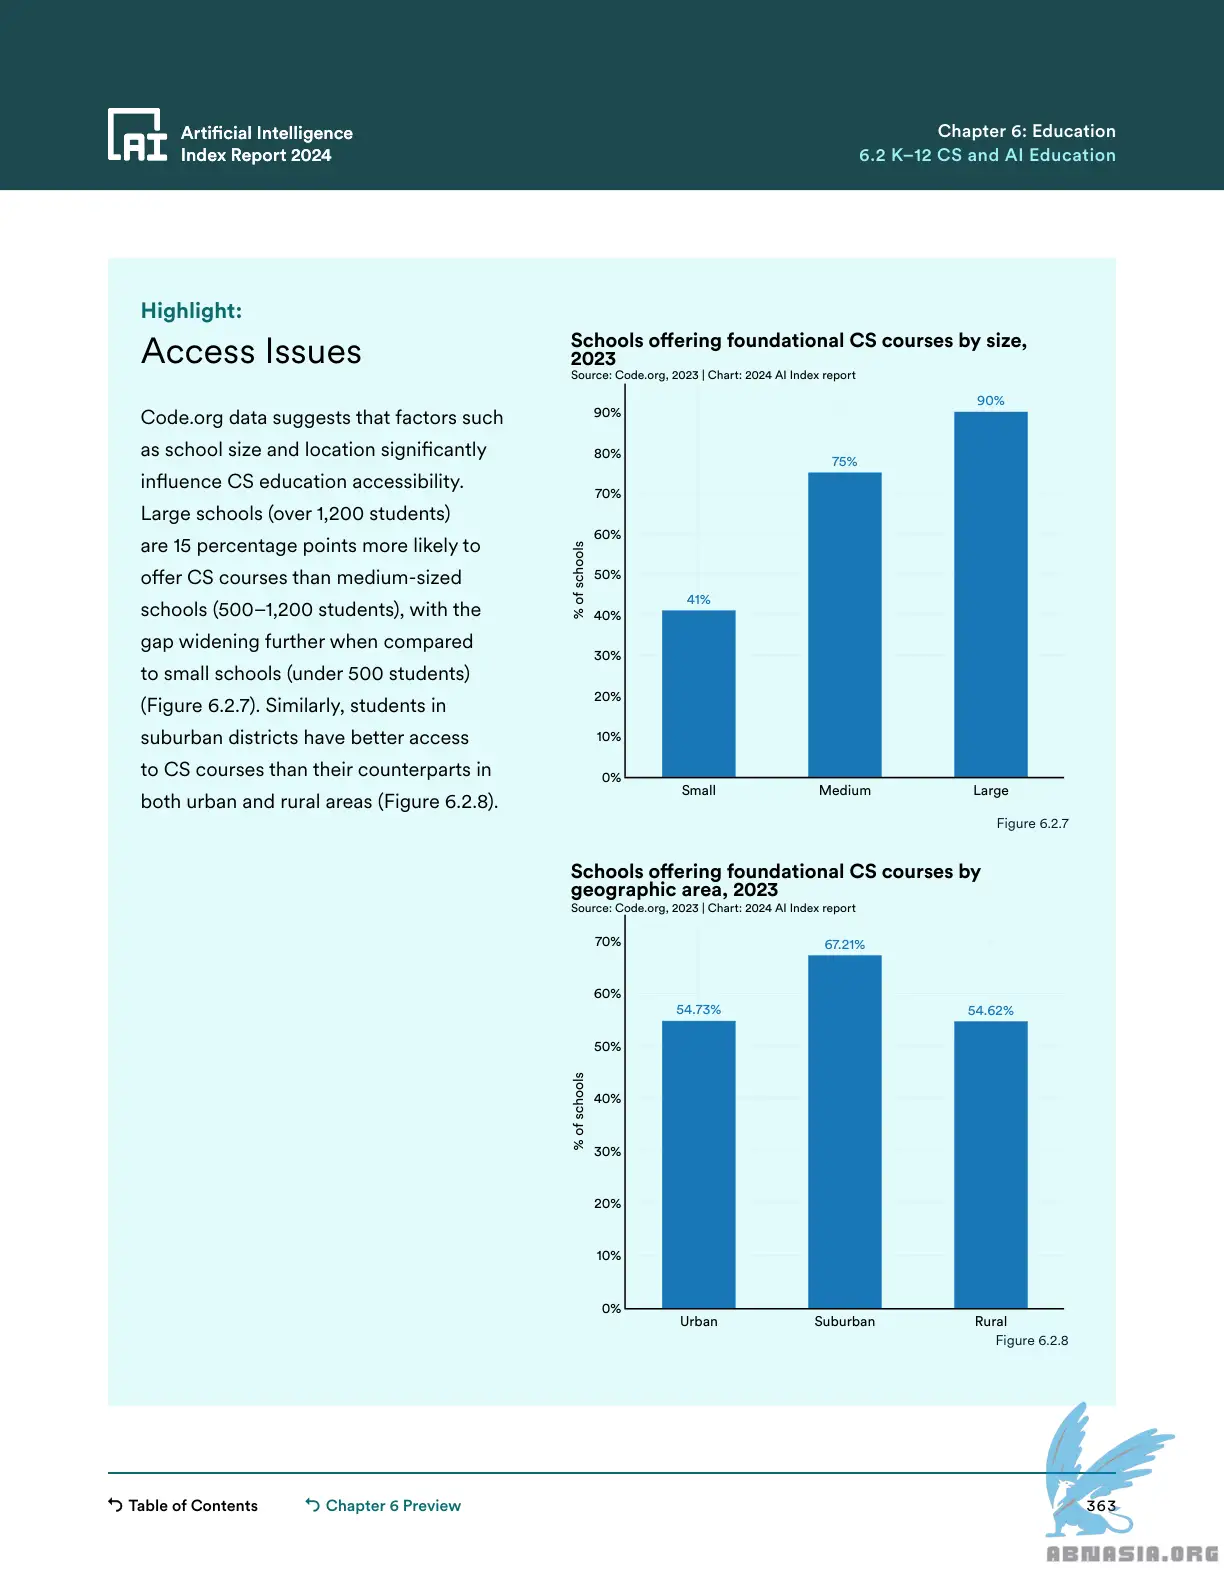 AI
Artificial Intelligence
Index Report 2024
Chapter 6: Education
6.2 K–12 CS and AI Education
Highlight:
Access Issues
Code.org data suggests that factors such
as school size and location significantly
influence CS education accessibility.
Large schools (over 1,200 students)
are 15 percentage points more likely to
offer CS courses than medium-sized
schools (500–1,200 students), with the
gap widening further when compared
to small schools (under 500 students)
(Figure 6.2.7). Similarly, students in
suburban districts have better access
to CS courses than their counterparts in
both urban and rural areas (Figure 6.2.8).
Schools offering foundational CS courses by size,
2023
Source: Code.org, 2023 | Chart: 2024 AI Index report
% of schools
90%
80%
70%
60%
50%
40%
30%
20%
10%
0%
41%
75%
90%
Small
Medium
Large
Figure 6.2.7
Schools offering foundational CS courses by
geographic area, 2023
Source: Code.org, 2023 | Chart: 2024 AI Index report
% of schools
70%
60%
50%
40%
30%
20%
10%
0%
54.73%
67.21%
54.62%
Urban
Suburban
Rural
Figure 6.2.8
Table of Contents
Chapter 6 Preview
363
ABNASIA.ORG